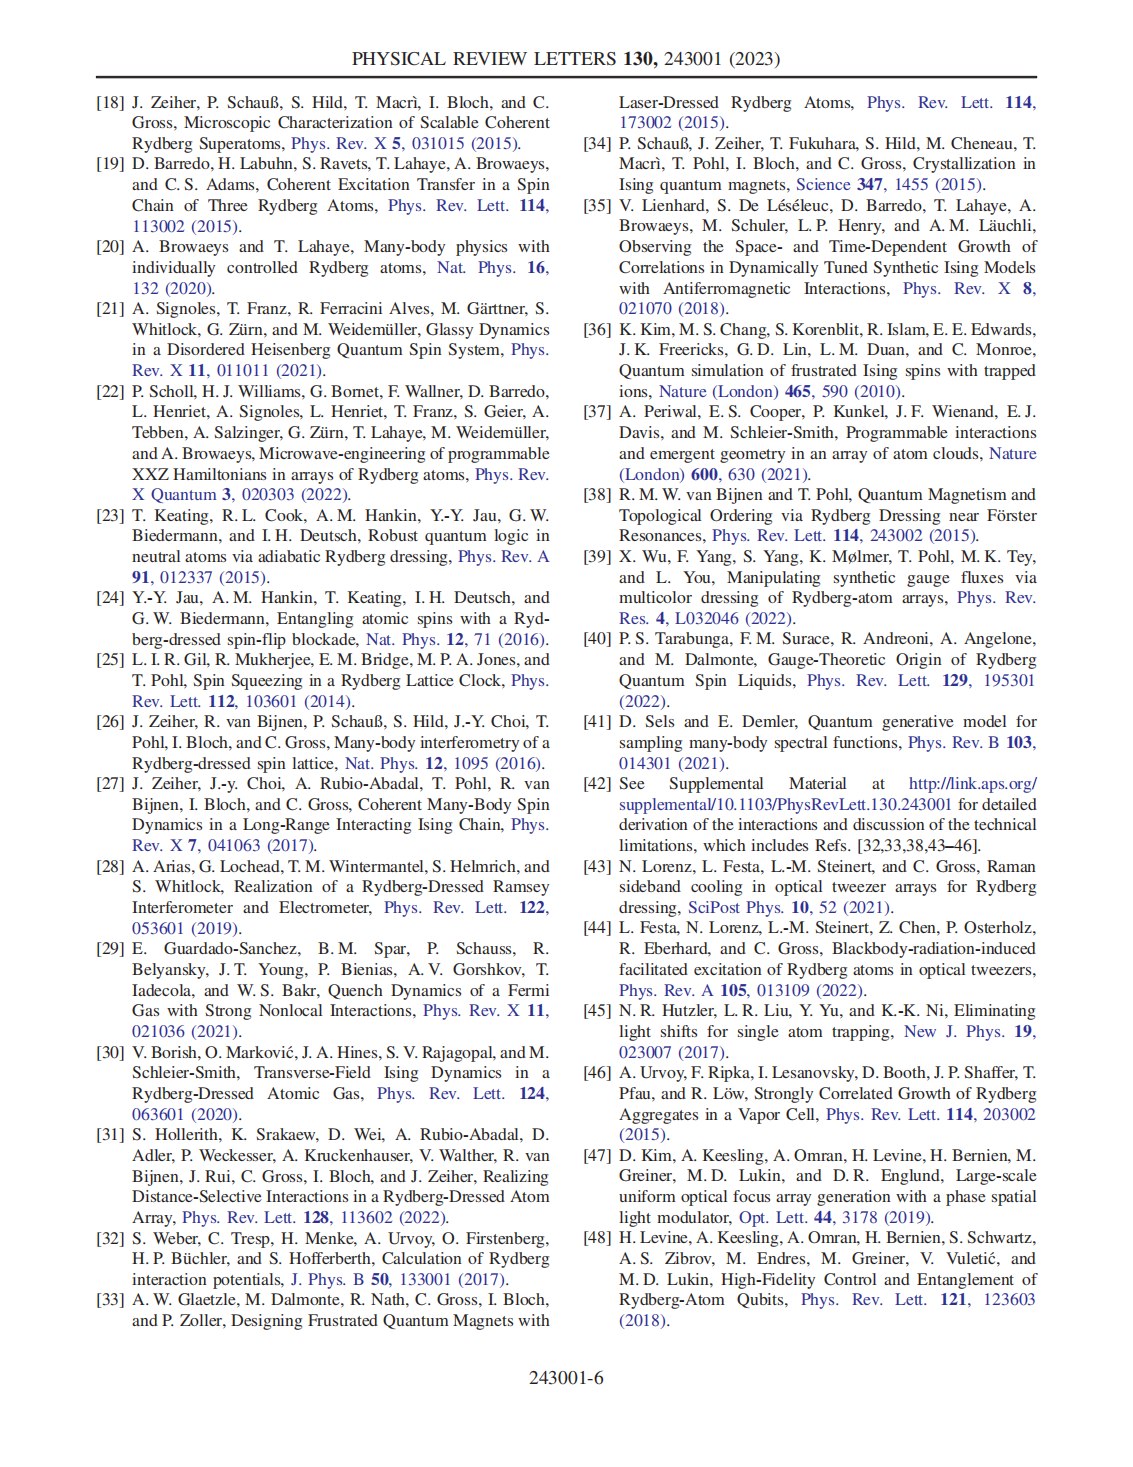 PHYSICAL REVIEW LETTERS 130, 243001 (2023)
[18] J. Zeiher, P. Schauß, S. Hild, T. Macrì, I. Bloch, and C.
Gross, Microscopic Characterization of Scalable Coherent
Rydberg Superatoms, Phys. Rev. X 5, 031015 (2015).
[19] D. Barredo, H. Labuhn, S. Ravets, T. Lahaye, A. Browaeys,
and C. S. Adams, Coherent Excitation Transfer in a Spin
Chain of Three Rydberg Atoms, Phys. Rev. Lett. 114,
113002 (2015).
[20] A. Browaeys and T. Lahaye, Many-body physics with
individually controlled Rydberg atoms, Nat. Phys. 16,
132 (2020).
[21] A. Signoles, T. Franz, R. Ferracini Alves, M. Gärttner, S.
Whitlock, G. Zürn, and M. Weidemüller, Glassy Dynamics
in a Disordered Heisenberg Quantum Spin System, Phys.
Rev. X 11, 011011 (2021).
[22] P. Scholl, H. J. Williams, G. Bornet, F. Wallner, D. Barredo,
L. Henriet, A. Signoles, L. Henriet, T. Franz, S. Geier, A.
Tebben, A. Salzinger, G. Zürn, T. Lahaye, M. Weidemüller,
and A. Browaeys, Microwave-engineering of programmable
XXZ Hamiltonians in arrays of Rydberg atoms, Phys. Rev.
X Quantum 3, 020303 (2022).
[23] T. Keating, R. L. Cook, A. M. Hankin, Y.-Y. Jau, G. W.
Biedermann, and I. H. Deutsch, Robust quantum logic in
neutral atoms via adiabatic Rydberg dressing, Phys. Rev. A
91, 012337 (2015).
[24] Y.-Y. Jau, A. M. Hankin, T. Keating, I. H. Deutsch, and
G. W. Biedermann, Entangling atomic spins with a Ryd-
berg-dressed spin-flip blockade, Nat. Phys. 12, 71 (2016).
[25] L. I. R. Gil, R. Mukherjee, E. M. Bridge, M. P. A. Jones, and
T. Pohl, Spin Squeezing in a Rydberg Lattice Clock, Phys.
Rev. Lett. 112, 103601 (2014).
[26] J. Zeiher, R. van Bijnen, P. Schauß, S. Hild, J.-Y. Choi, T.
Pohl, I. Bloch, and C. Gross, Many-body interferometry of a
Rydberg-dressed spin lattice, Nat. Phys. 12, 1095 (2016).
[27] J. Zeiher, J.-y. Choi, A. Rubio-Abadal, T. Pohl, R. van
Bijnen, I. Bloch, and C. Gross, Coherent Many-Body Spin
Dynamics in a Long-Range Interacting Ising Chain, Phys.
Rev. X 7, 041063 (2017).
[28] A. Arias, G. Lochead, T. M. Wintermantel, S. Helmrich, and
S. Whitlock, Realization of a Rydberg-Dressed Ramsey
Interferometer and Electrometer, Phys. Rev. Lett. 122,
053601 (2019).
[29] E. Guardado-Sanchez, B. M. Spar, P. Schauss, R.
Belyansky, J. T. Young, P. Bienias, A. V. Gorshkov, T.
Iadecola, and W. S. Bakr, Quench Dynamics of a Fermi
Gas with Strong Nonlocal Interactions, Phys. Rev. X 11,
021036 (2021).
[30] V. Borish, O. Marković, J. A. Hines, S. V. Rajagopal, and M.
Schleier-Smith, Transverse-Field Ising Dynamics in a
Rydberg-Dressed Atomic Gas, Phys. Rev. Lett. 124,
063601 (2020).
[31] S. Hollerith, K. Srakaew, D. Wei, A. Rubio-Abadal, D.
Adler, P. Weckesser, A. Kruckenhauser, V. Walther, R. van
Bijnen, J. Rui, C. Gross, I. Bloch, and J. Zeiher, Realizing
Distance-Selective Interactions in a Rydberg-Dressed Atom
Array, Phys. Rev. Lett. 128, 113602 (2022).
[32] S. Weber, C. Tresp, H. Menke, A. Urvoy, O. Firstenberg,
H. P. Büchler, and S. Hofferberth, Calculation of Rydberg
interaction potentials, J. Phys. B 50, 133001 (2017).
[33] A. W. Glaetzle, M. Dalmonte, R. Nath, C. Gross, I. Bloch,
and P. Zoller, Designing Frustrated Quantum Magnets with
Laser-Dressed Rydberg Atoms, Phys. Rev. Lett. 114,
173002 (2015).
[34] P. Schauß, J. Zeiher, T. Fukuhara, S. Hild, M. Cheneau, T.
Macrì, T. Pohl, I. Bloch, and C. Gross, Crystallization in
Ising quantum magnets, Science 347, 1455 (2015).
[35] V. Lienhard, S. De Léséleuc, D. Barredo, T. Lahaye, A.
Browaeys, M. Schuler, L. P. Henry, and A. M. Läuchli,
Observing the Space- and Time-Dependent Growth of
Correlations in Dynamically Tuned Synthetic Ising Models
with Antiferromagnetic Interactions, Phys. Rev. X 8,
021070 (2018).
[36] K. Kim, M. S. Chang, S. Korenblit, R. Islam, E. E. Edwards,
J. K. Freericks, G. D. Lin, L. M. Duan, and C. Monroe,
Quantum simulation of frustrated Ising spins with trapped
ions, Nature (London) 465, 590 (2010).
[37] A. Periwal, E. S. Cooper, P. Kunkel, J. F. Wienand, E. J.
Davis, and M. Schleier-Smith, Programmable interactions
and emergent geometry in an array of atom clouds, Nature
(London) 600, 630 (2021).
[38] R. M. W. van Bijnen and T. Pohl, Quantum Magnetism and
Topological Ordering via Rydberg Dressing near Förster
Resonances, Phys. Rev. Lett. 114, 243002 (2015).
[39] X. Wu, F. Yang, S. Yang, K. Mølmer, T. Pohl, M. K. Tey,
and L. You, Manipulating synthetic gauge fluxes via
multicolor dressing of Rydberg-atom arrays, Phys. Rev.
Res. 4, L032046 (2022).
[40] P. S. Tarabunga, F. M. Surace, R. Andreoni, A. Angelone,
and M. Dalmonte, Gauge-Theoretic Origin of Rydberg
Quantum Spin Liquids, Phys. Rev. Lett. 129, 195301
(2022).
[41] D. Sels and E. Demler, Quantum generative model for
sampling many-body spectral functions, Phys. Rev. B 103,
014301 (2021).
[42] See Supplemental Material at http://link.aps.org/
supplemental/10.1103/PhysRevLett.130.243001 for detailed
derivation of the interactions and discussion of the technical
limitations, which includes Refs. [32,33,38,43–46].
[43] N. Lorenz, L. Festa, L.-M. Steinert, and C. Gross, Raman
sideband cooling in optical tweezer arrays for Rydberg
dressing, SciPost Phys. 10, 52 (2021).
[44] L. Festa, N. Lorenz, L.-M. Steinert, Z. Chen, P. Osterholz,
R. Eberhard, and C. Gross, Blackbody-radiation-induced
facilitated excitation of Rydberg atoms in optical tweezers,
Phys. Rev. A 105, 013109 (2022).
[45] N. R. Hutzler, L. R. Liu, Y. Yu, and K.-K. Ni, Eliminating
light shifts for single atom trapping, New J. Phys. 19,
023007 (2017).
[46] A. Urvoy, F. Ripka, I. Lesanovsky, D. Booth, J. P. Shaffer, T.
Pfau, and R. Löw, Strongly Correlated Growth of Rydberg
Aggregates in a Vapor Cell, Phys. Rev. Lett. 114, 203002
(2015).
[47] D. Kim, A. Keesling, A. Omran, H. Levine, H. Bernien, M.
Greiner, M. D. Lukin, and D. R. Englund, Large-scale
uniform optical focus array generation with a phase spatial
light modulator, Opt. Lett. 44, 3178 (2019).
[48] H. Levine, A. Keesling, A. Omran, H. Bernien, S. Schwartz,
A. S. Zibrov, M. Endres, M. Greiner, V. Vuletić, and
M. D. Lukin, High-Fidelity Control and Entanglement of
Rydberg-Atom Qubits, Phys. Rev. Lett. 121, 123603
(2018).
243001-6